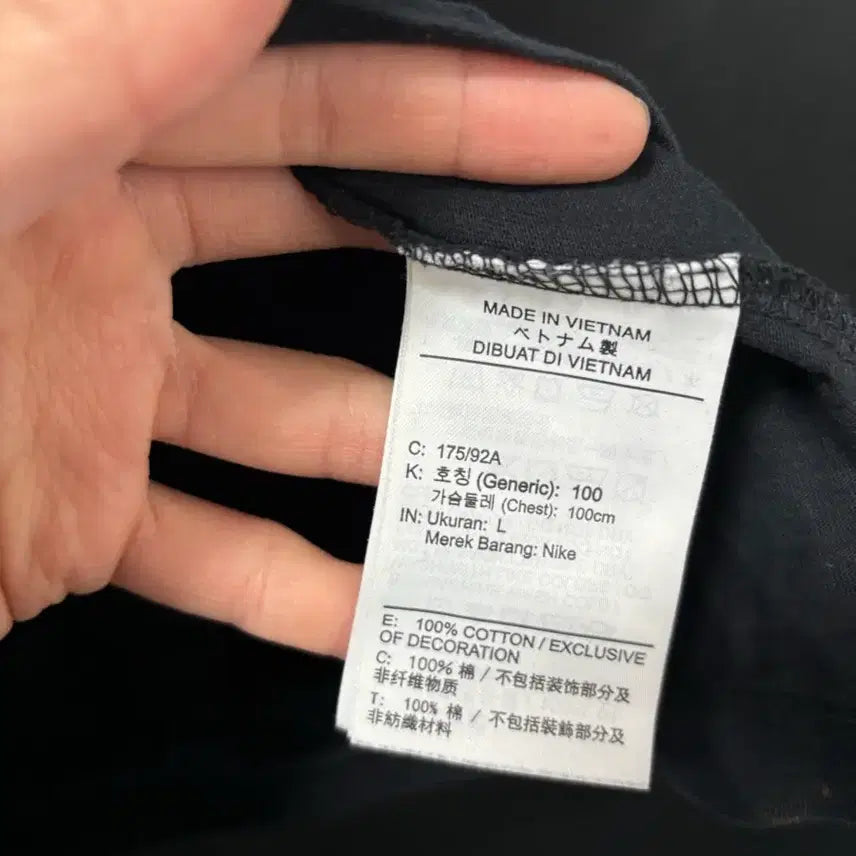 MADE IN VIETNAM
ベトナム製
DIBUAT DI VIETNAM
C: 175/92A
K: 호칭 (Generic): 100
가슴둘레 (Chest): 100cm
IN: Ukuran: L
Merek Barang: Nike
E: 100% COTTON / EXCLUSIVE
OF DECORATION
C: 100% 棉 / 不包括装饰部分及
非纤维物质
T: 100% 棉 / 不包括裝飾部分及
非紡織材料